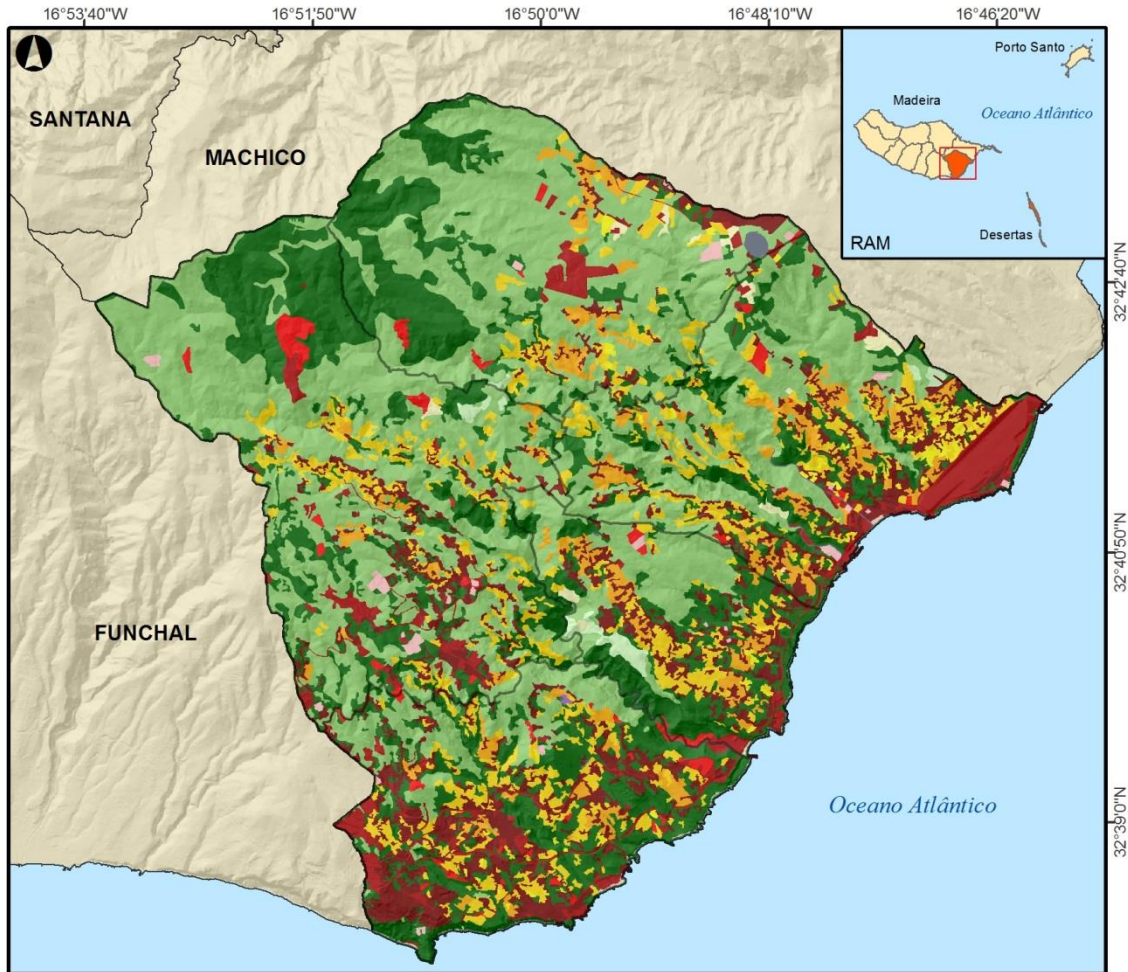 16°53'40"W
16°51'50"W
16°50'0"W
16°48'10"W
16°46'20"W
SANTANA
MACHICO
FUNCHAL
Oceano Atlântico
Porto Santo
Madeira
Oceano Atlântico
Desertas
RAM
32°42'40"N
32°40'50"N
32°39'0"N